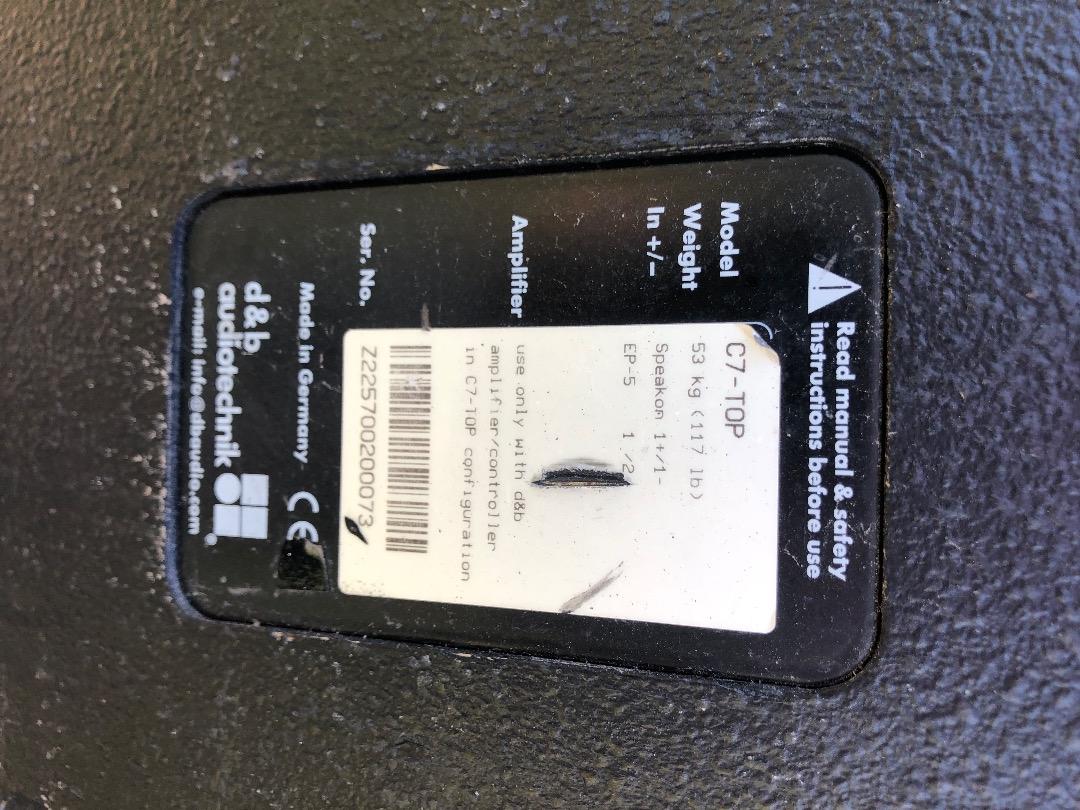 Read manual & safety
instructions before use
Model C7-TOP
Weight 53 kg (117 lb)
In +/– Speakon 1+/1-
EP-5 1 /2
Amplifier use only with d&b
amplifier/controller
in C7-TOP configuration
Ser. No. Z225700200073
Made in Germany CE
d&b
audiotechnik
e-mail: info@dbaudio.com